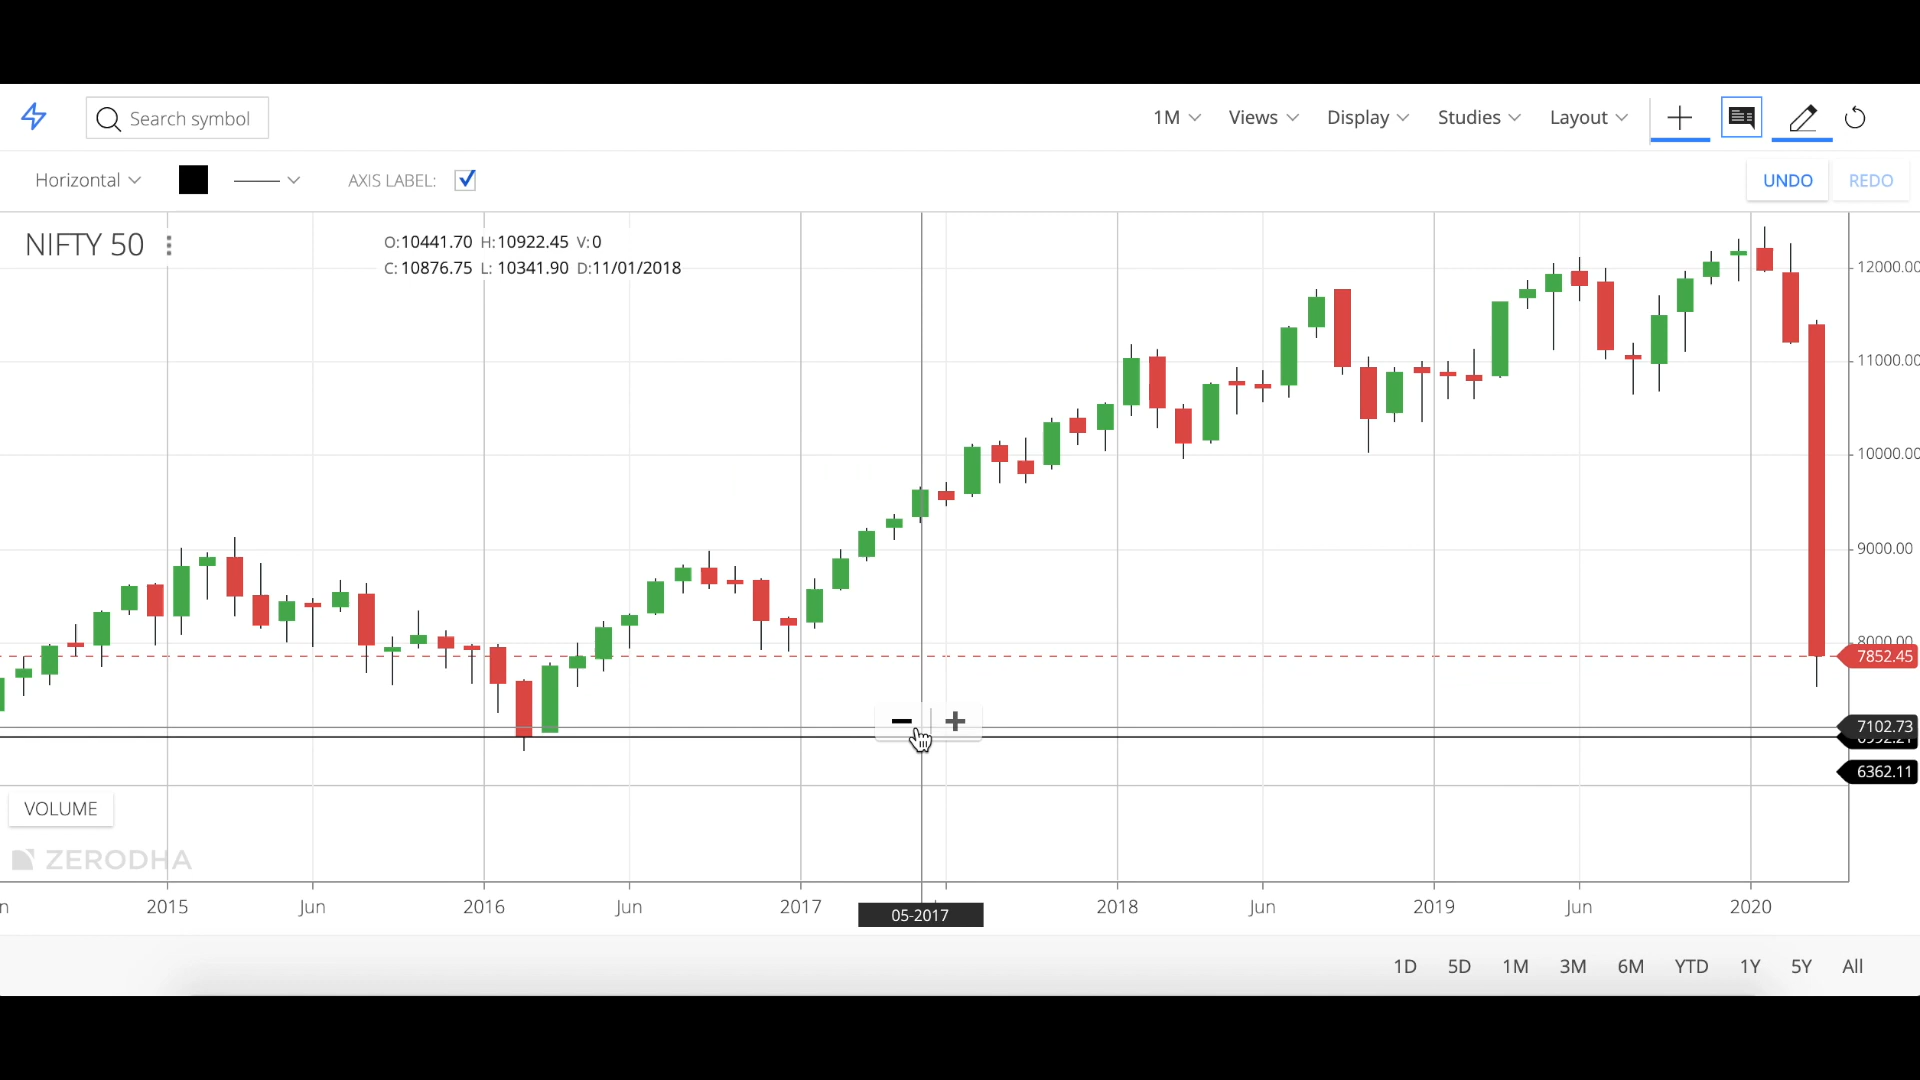 Search symbol
1M Views Display Studies Layout
Horizontal AXIS LABEL: UNDO REDO
NIFTY 50
O:10441.70 H:10922.45 V:0
C:10876.75 L: 10341.90 D:11/01/2018
12000.00
11000.00
10000.00
9000.00
8000.00
7852.45
7102.73
6362.11
VOLUME
ZERODHA
2015 Jun 2016 Jun 2017 05-2017 2018 Jun 2019 Jun 2020
1D 5D 1M 3M 6M YTD 1Y 5Y All